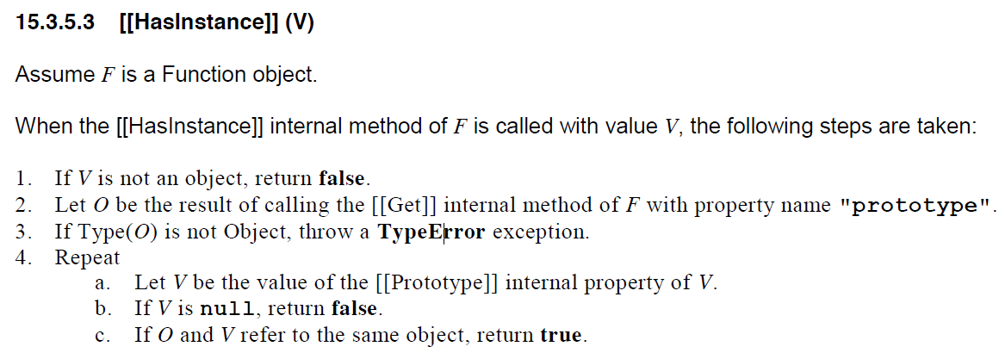 15.3.5.3 [[HasInstance]] (V)
Assume F is a Function object.
When the [[HasInstance]] internal method of F is called with value V, the following steps are taken:
1. If V is not an object, return false.
2. Let O be the result of calling the [[Get]] internal method of F with property name "prototype".
3. If Type(O) is not Object, throw a TypeError exception.
4. Repeat
a. Let V be the value of the [[Prototype]] internal property of V.
b. If V is null, return false.
c. If O and V refer to the same object, return true.